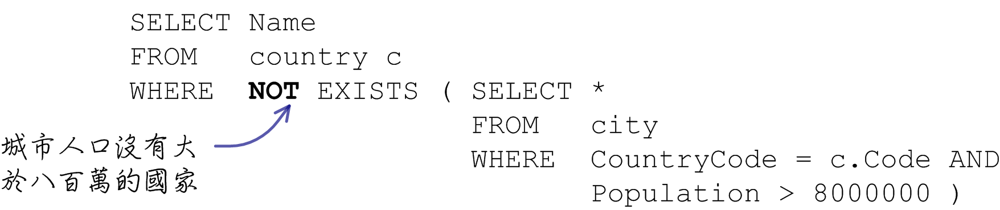 SELECT Name
FROM country c
WHERE NOT EXISTS ( SELECT *
FROM city
WHERE CountryCode = c.Code AND
Population > 8000000 )
城市人口沒有大
於八百萬的國家